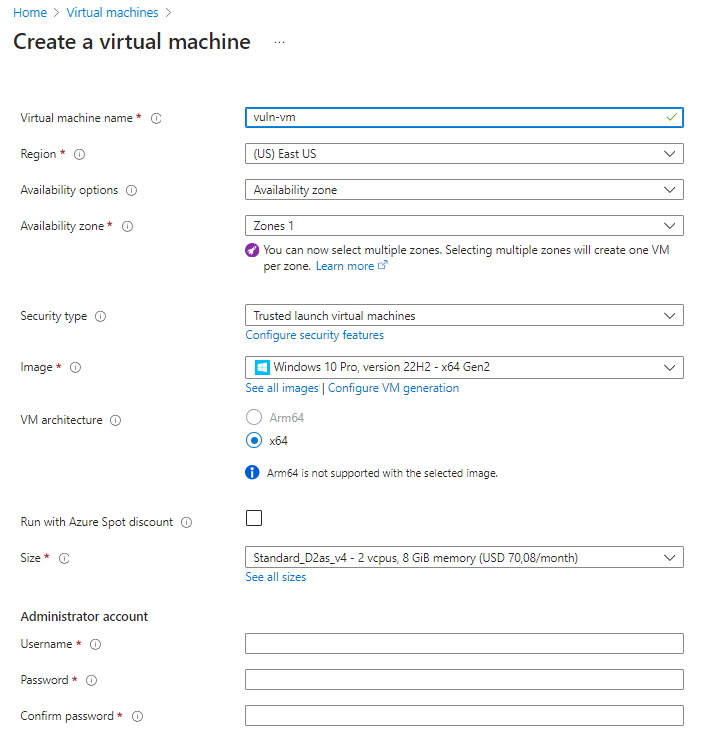 Home > Virtual machines >
Create a virtual machine ...
Virtual machine name * vuln-vm
Region * (US) East US
Availability options Availability zone
Availability zone * Zones 1
You can now select multiple zones. Selecting multiple zones will create one VM
per zone. Learn more
Security type Trusted launch virtual machines
Configure security features
Image * Windows 10 Pro, version 22H2 - x64 Gen2
See all images | Configure VM generation
VM architecture Arm64
x64
Arm64 is not supported with the selected image.
Run with Azure Spot discount
Size * Standard_D2as_v4 - 2 vcpus, 8 GiB memory (USD 70,08/month)
See all sizes
Administrator account
Username *
Password *
Confirm password *